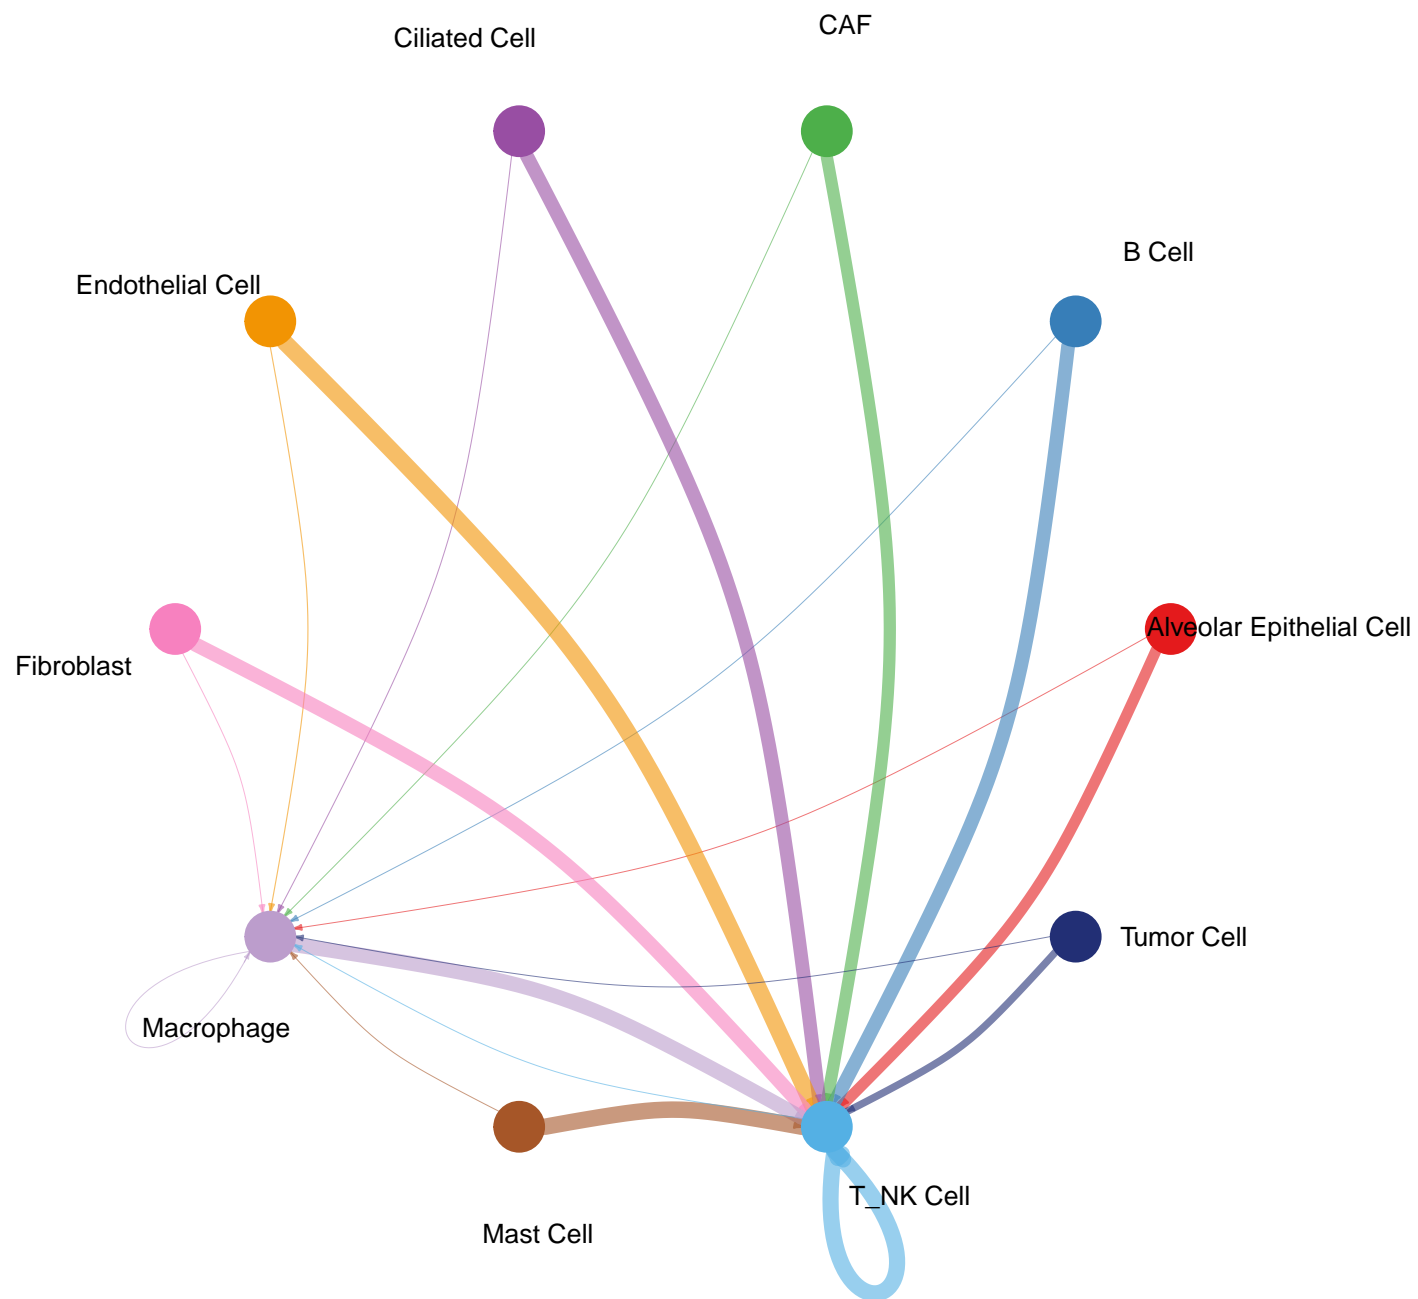 CAF
Ciliated Cell
B Cell
Endothelial Cell
Alveolar Epithelial Cell
Fibroblast
Tumor Cell
Macrophage
T_NK Cell
Mast Cell